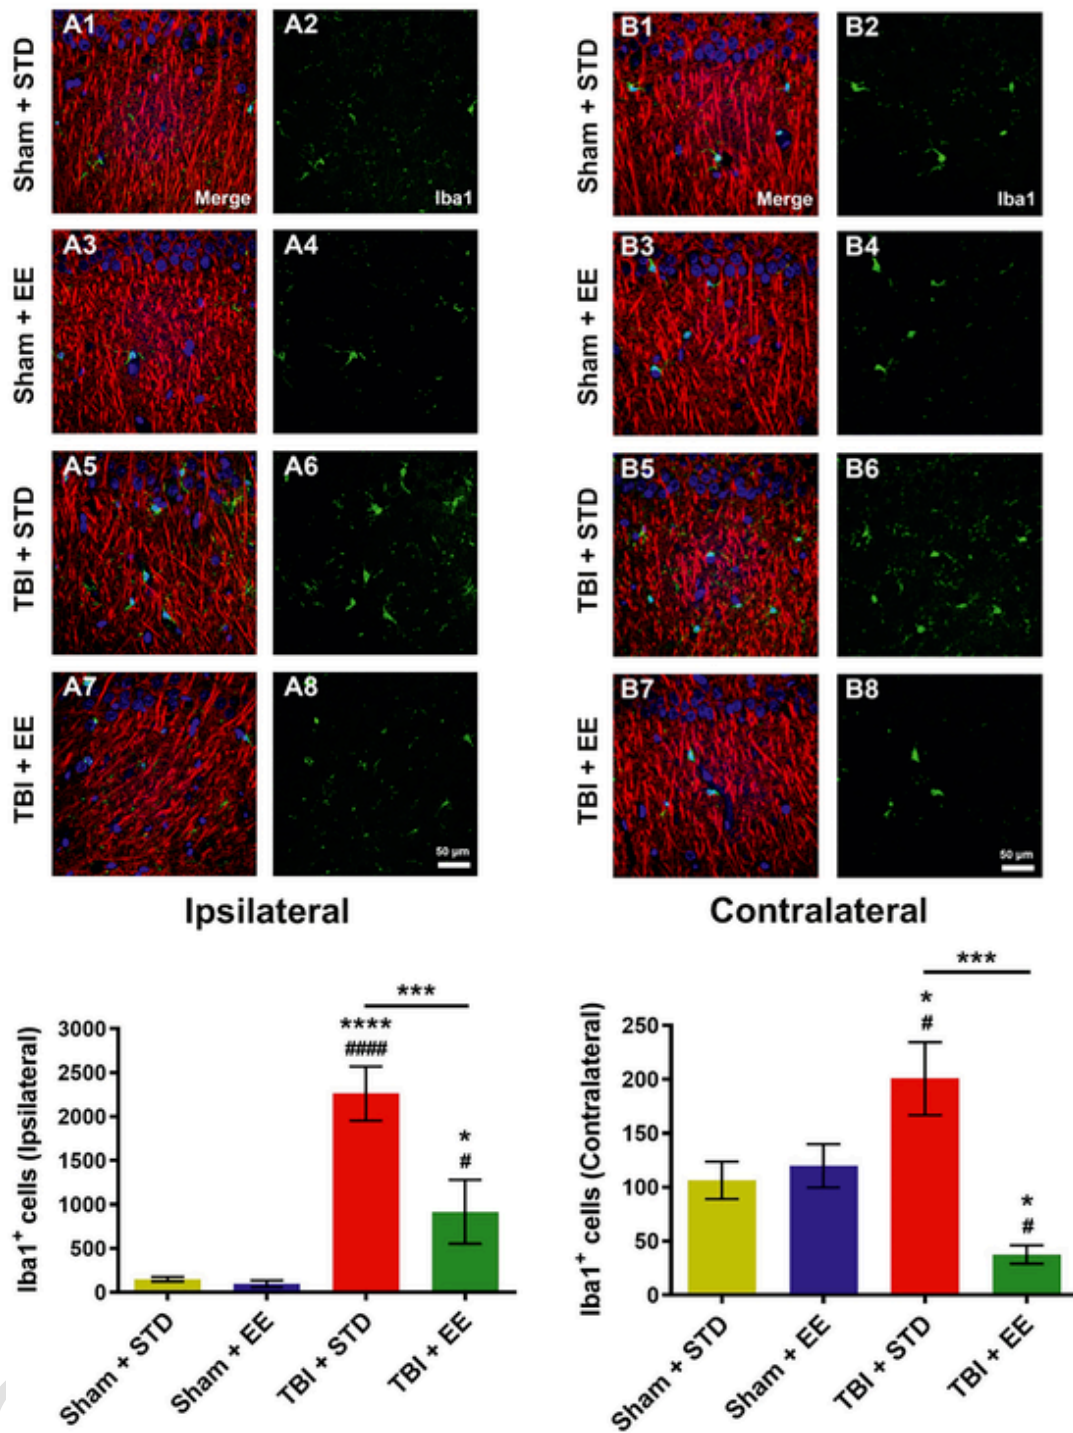 Sham + STD
A1
Merge
A2
Iba1
Sham + STD
B1
Merge
B2
Iba1
Sham + EE
A3
A4
Sham + EE
B3
B4
TBI + STD
A5
A6
TBI + STD
B5
B6
TBI + EE
A7
A8
50 µm
TBI + EE
B7
B8
50 µm
Ipsilateral
Contralateral
Iba1⁺ cells (Ipsilateral)
3000
2500
2000
1500
1000
500
0
***
****
####
*
#
Sham + STD
Sham + EE
TBI + STD
TBI + EE
Iba1⁺ cells (Contralateral)
250
200
150
100
50
0
***
*
#
*
#
Sham + STD
Sham + EE
TBI + STD
TBI + EE